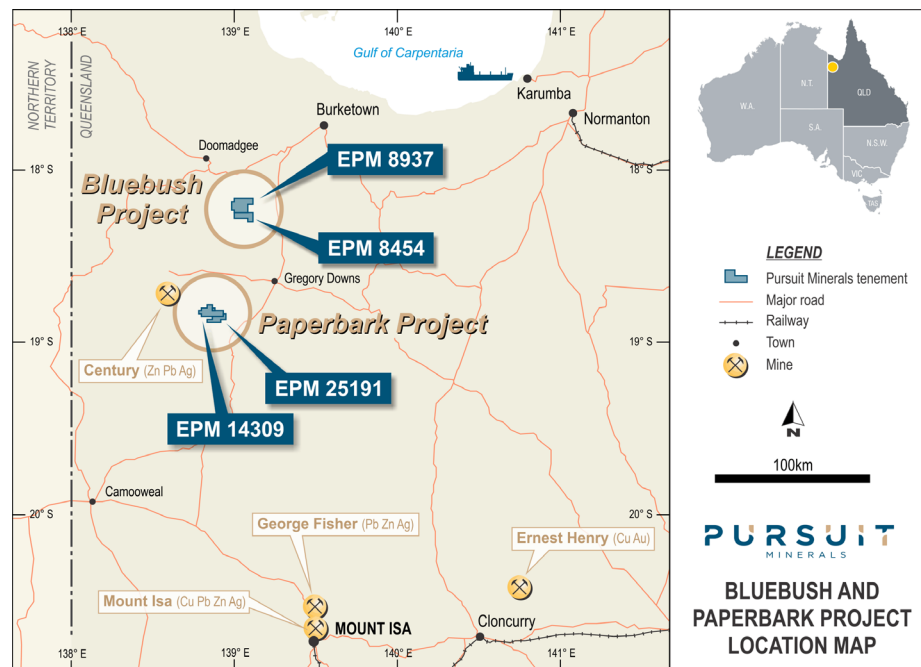 138° E
139° E
140° E
141° E
Gulf of Carpentaria
Karumba
Burketown
Normanton
NORTHERN
TERRITORY
QUEENSLAND
Doomadgee
18° S
18° S
EPM 8937
Bluebush
Project
EPM 8454
Gregory Downs
Paperbark Project
19° S
19° S
Century (Zn Pb Ag)
EPM 25191
EPM 14309
Camooweal
20° S
20° S
George Fisher (Pb Zn Ag)
Ernest Henry (Cu Au)
Mount Isa (Cu Pb Zn Ag)
MOUNT ISA
Cloncurry
138° E
139° E
140° E
141° E
W.A.
N.T.
QLD
S.A.
N.S.W.
VIC
TAS
LEGEND
Pursuit Minerals tenement
Major road
Railway
Town
Mine
N
100km
PURSUIT
MINERALS
BLUEBUSH AND
PAPERBARK PROJECT
LOCATION MAP